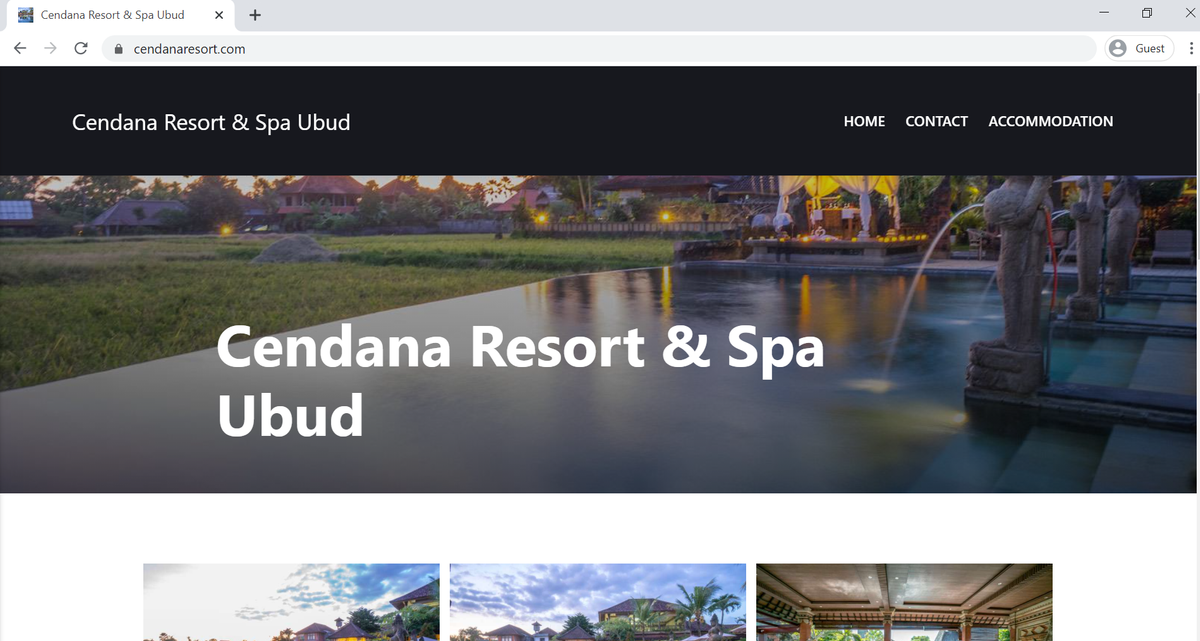 Cendana Resort & Spa Ubud
cendanaresort.com
Guest
Cendana Resort & Spa Ubud
HOME CONTACT ACCOMMODATION
Cendana Resort & Spa
Ubud